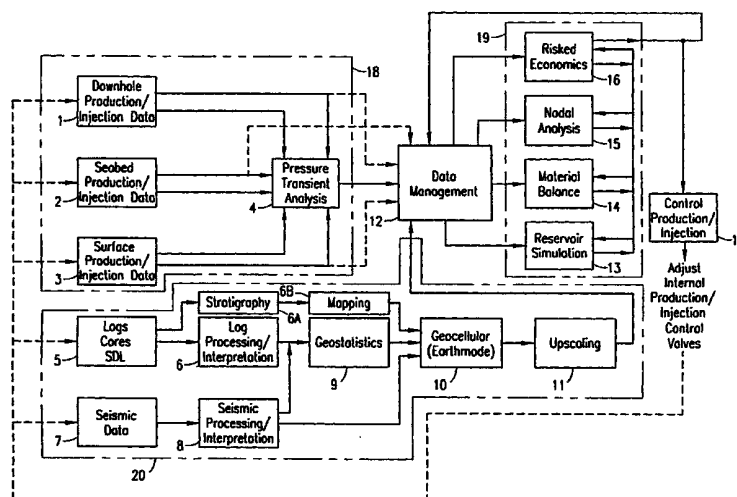 19
18
Risked
Economics
16
Downhole
Production/
Injection Data
1
Nodal
Analysis
15
Seabed
Production/
Injection Data
2
Pressure
Transient
Analysis
4
Data
Management
12
Material
Balance
14
Control
Production/
Injection
1
Surface
Production/
Injection Data
3
Reservoir
Simulation
13
Adjust
Internal
Production/
Injection
Control
Valves
Stratigraphy
6A
6B
Mapping
Logs
Cores
SDL
5
Log
Processing/
Interpretation
6
Geostatistics
9
Geocellular
(Earthmode)
10
Upscaling
11
Seismic
Data
7
Seismic
Processing/
Interpretation
8
20